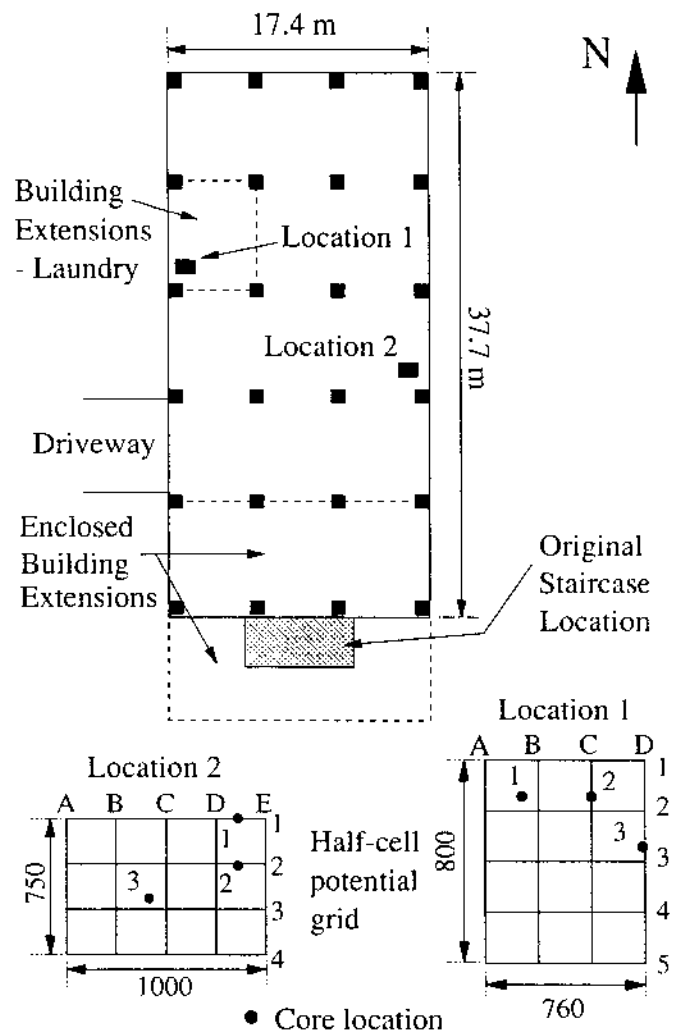 17.4 m
N
Building
Extensions
- Laundry
Location 1
Location 2
37.7 m
Driveway
Enclosed
Building
Extensions
Original
Staircase
Location
Location 1
A B C D
1
2
3
4
5
1
2
3
800
760
Location 2
A B C D E
1
2
3
4
1
2
3
750
1000
Half-cell
potential
grid
● Core location